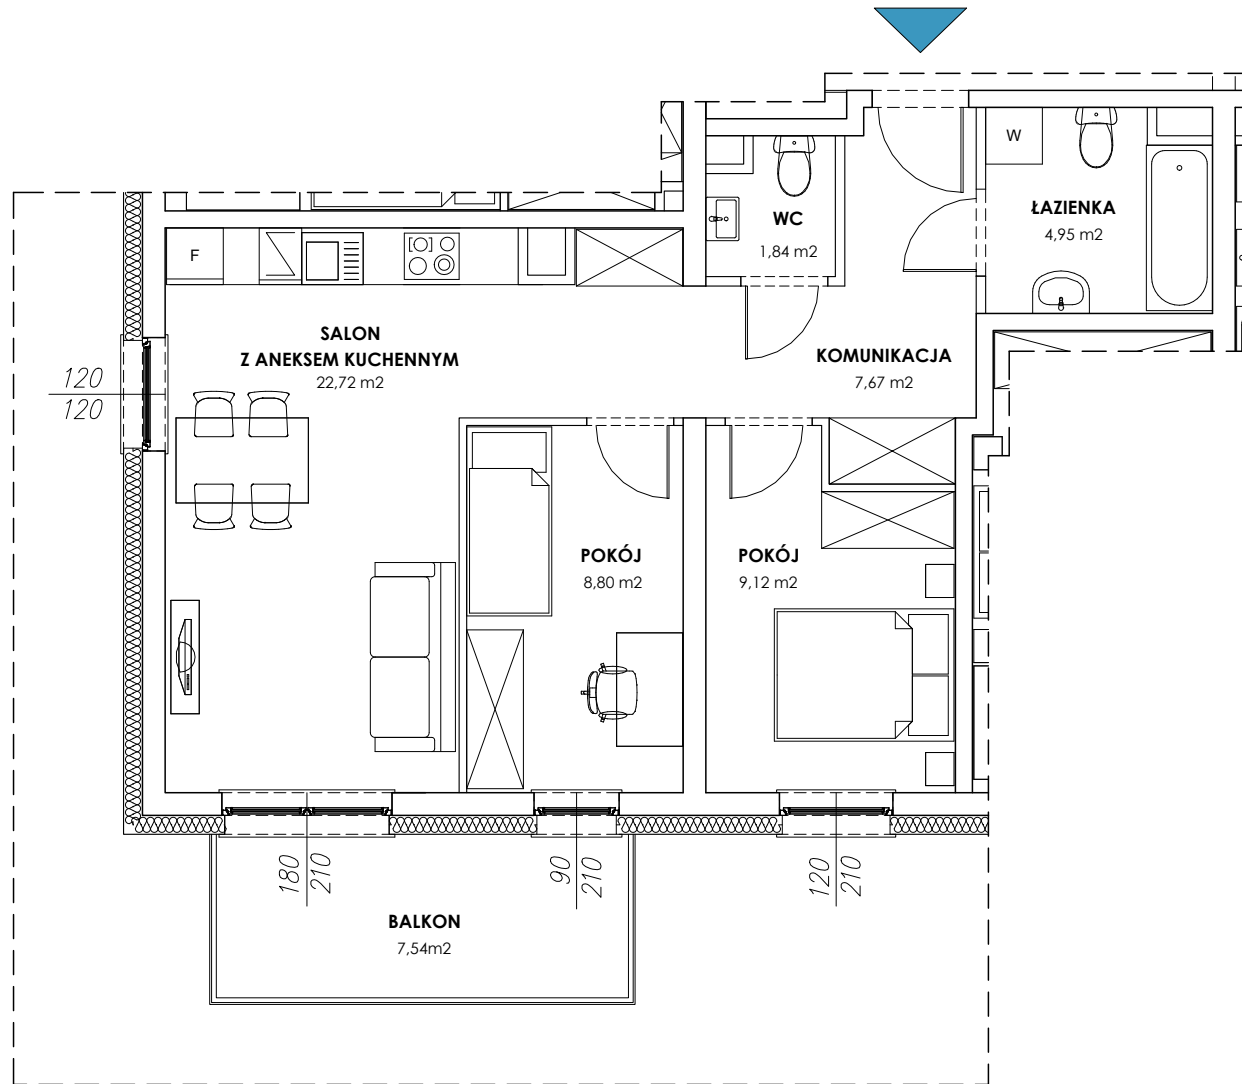 W
ŁAZIENKA
4,95 m2
WC
1,84 m2
F
SALON
Z ANEKSEM KUCHENNYM
22,72 m2
KOMUNIKACJA
7,67 m2
120
120
POKÓJ
8,80 m2
POKÓJ
9,12 m2
180
210
90
210
120
210
BALKON
7,54m2